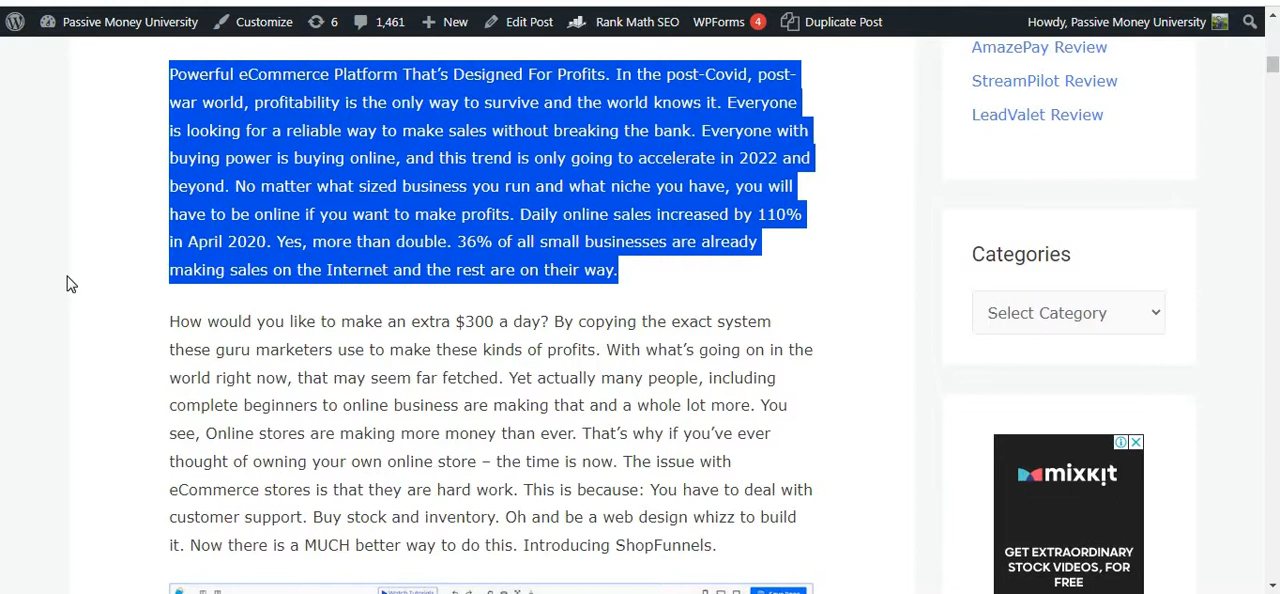 Passive Money University Customize 6 1,461 New Edit Post Rank Math SEO WPForms 4 Duplicate Post Howdy, Passive Money University
Powerful eCommerce Platform That's Designed For Profits. In the post-Covid, post-
war world, profitability is the only way to survive and the world knows it. Everyone
is looking for a reliable way to make sales without breaking the bank. Everyone with
buying power is buying online, and this trend is only going to accelerate in 2022 and
beyond. No matter what sized business you run and what niche you have, you will
have to be online if you want to make profits. Daily online sales increased by 110%
in April 2020. Yes, more than double. 36% of all small businesses are already
making sales on the Internet and the rest are on their way.
How would you like to make an extra $300 a day? By copying the exact system
these guru marketers use to make these kinds of profits. With what's going on in the
world right now, that may seem far fetched. Yet actually many people, including
complete beginners to online business are making that and a whole lot more. You
see, Online stores are making more money than ever. That's why if you've ever
thought of owning your own online store – the time is now. The issue with
eCommerce stores is that they are hard work. This is because: You have to deal with
customer support. Buy stock and inventory. Oh and be a web design whizz to build
it. Now there is a MUCH better way to do this. Introducing ShopFunnels.
Watch Tutorials
AmazePay Review
StreamPilot Review
LeadValet Review
Categories
Select Category
mixkit
GET EXTRAORDINARY
STOCK VIDEOS, FOR
FREE